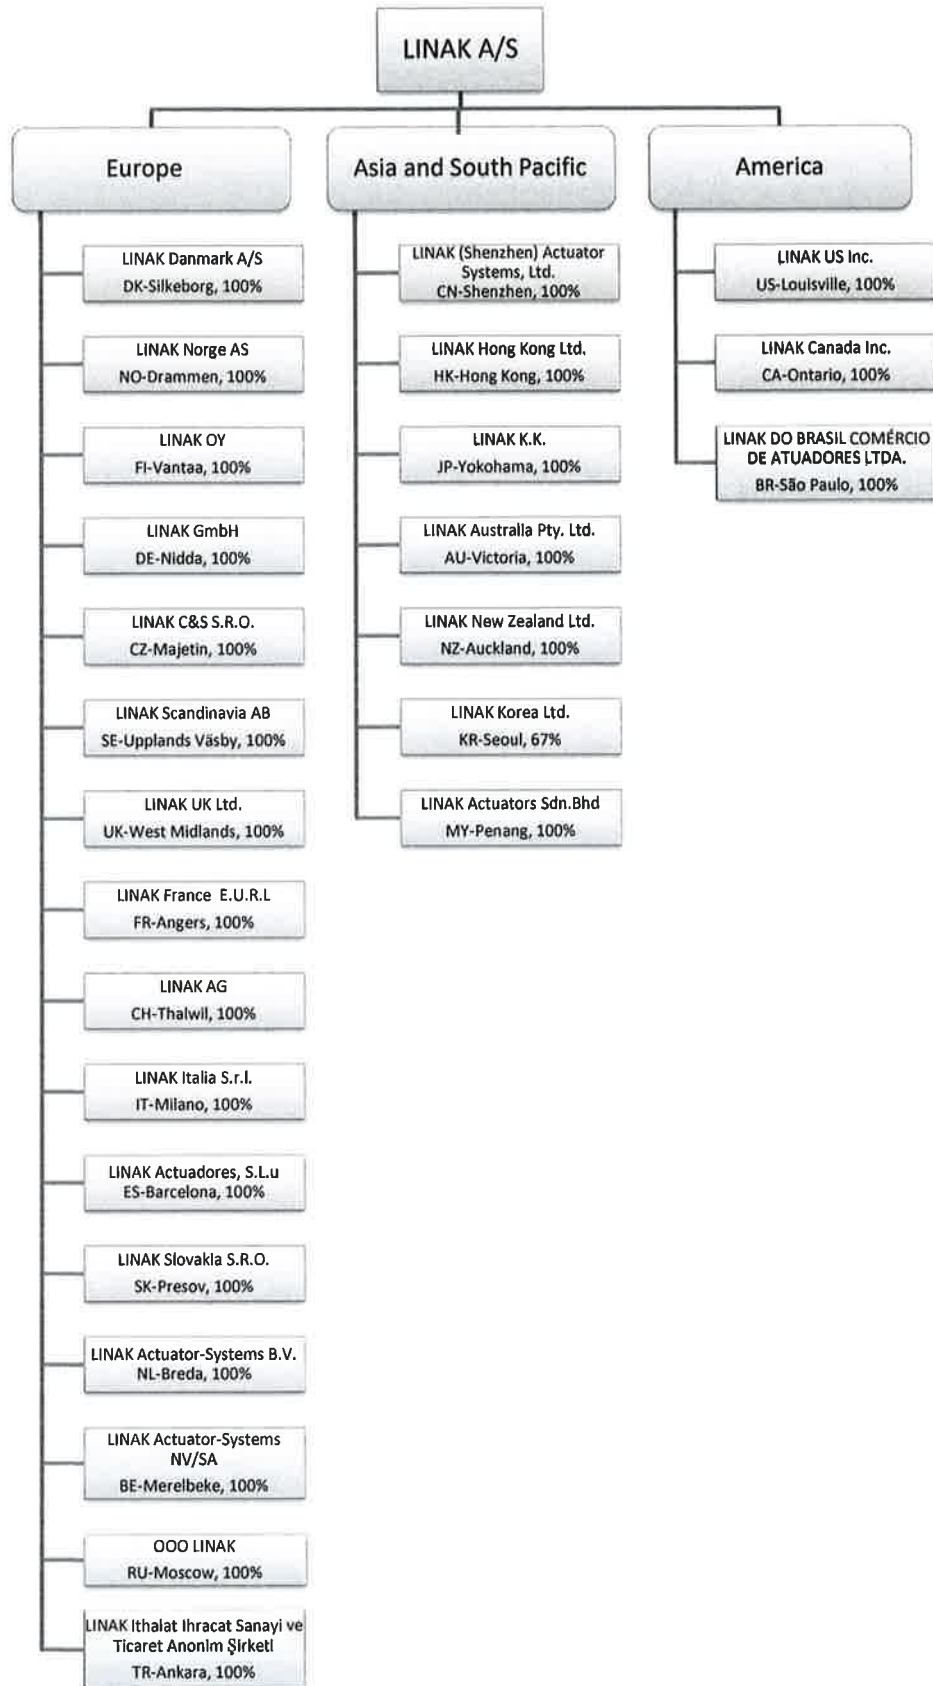 LINAK A/S
Europe
LINAK Danmark A/S
DK-Silkeborg, 100%
LINAK Norge AS
NO-Drammen, 100%
LINAK OY
FI-Vantaa, 100%
LINAK GmbH
DE-Nidda, 100%
LINAK C&S S.R.O.
CZ-Majetin, 100%
LINAK Scandinavia AB
SE-Upplands Väsby, 100%
LINAK UK Ltd.
UK-West Midlands, 100%
LINAK France E.U.R.L
FR-Angers, 100%
LINAK AG
CH-Thalwil, 100%
LINAK Italia S.r.l.
IT-Milano, 100%
LINAK Actuadores, S.L.u
ES-Barcelona, 100%
LINAK Slovakia S.R.O.
SK-Presov, 100%
LINAK Actuator-Systems B.V.
NL-Breda, 100%
LINAK Actuator-Systems
NV/SA
BE-Merelbeke, 100%
OOO LINAK
RU-Moscow, 100%
LINAK Ithalat Ihracat Sanayi ve
Ticaret Anonim Şirketi
TR-Ankara, 100%
Asia and South Pacific
LINAK (Shenzhen) Actuator
Systems, Ltd.
CN-Shenzhen, 100%
LINAK Hong Kong Ltd.
HK-Hong Kong, 100%
LINAK K.K.
JP-Yokohama, 100%
LINAK Australia Pty. Ltd.
AU-Victoria, 100%
LINAK New Zealand Ltd.
NZ-Auckland, 100%
LINAK Korea Ltd.
KR-Seoul, 67%
LINAK Actuators Sdn.Bhd
MY-Penang, 100%
America
LINAK US Inc.
US-Louisville, 100%
LINAK Canada Inc.
CA-Ontario, 100%
LINAK DO BRASIL COMÉRCIO
DE ATUADORES LTDA.
BR-São Paulo, 100%